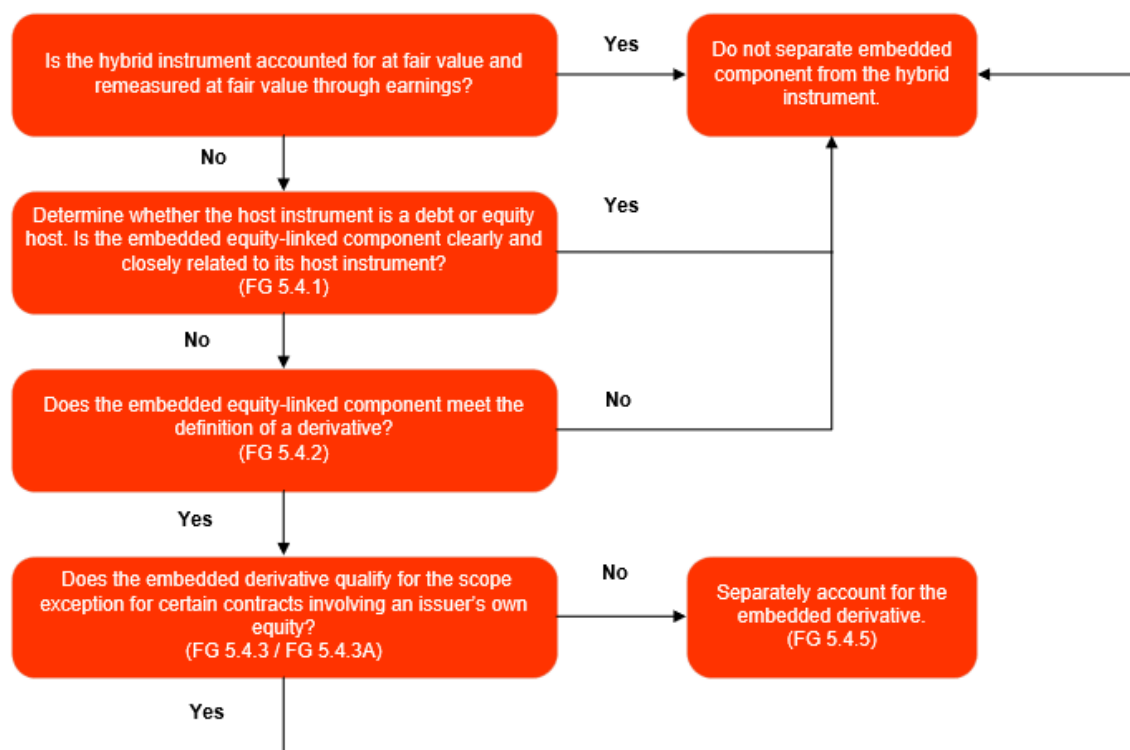 Is the hybrid instrument accounted for at fair value and
remeasured at fair value through earnings?
Yes
Do not separate embedded
component from the hybrid
instrument.
No
Determine whether the host instrument is a debt or equity
host. Is the embedded equity-linked component clearly and
closely related to its host instrument?
(FG 5.4.1)
Yes
No
Does the embedded equity-linked component meet the
definition of a derivative?
(FG 5.4.2)
No
Yes
Does the embedded derivative qualify for the scope
exception for certain contracts involving an issuer's own
equity?
(FG 5.4.3 / FG 5.4.3A)
No
Separately account for the
embedded derivative.
(FG 5.4.5)
Yes